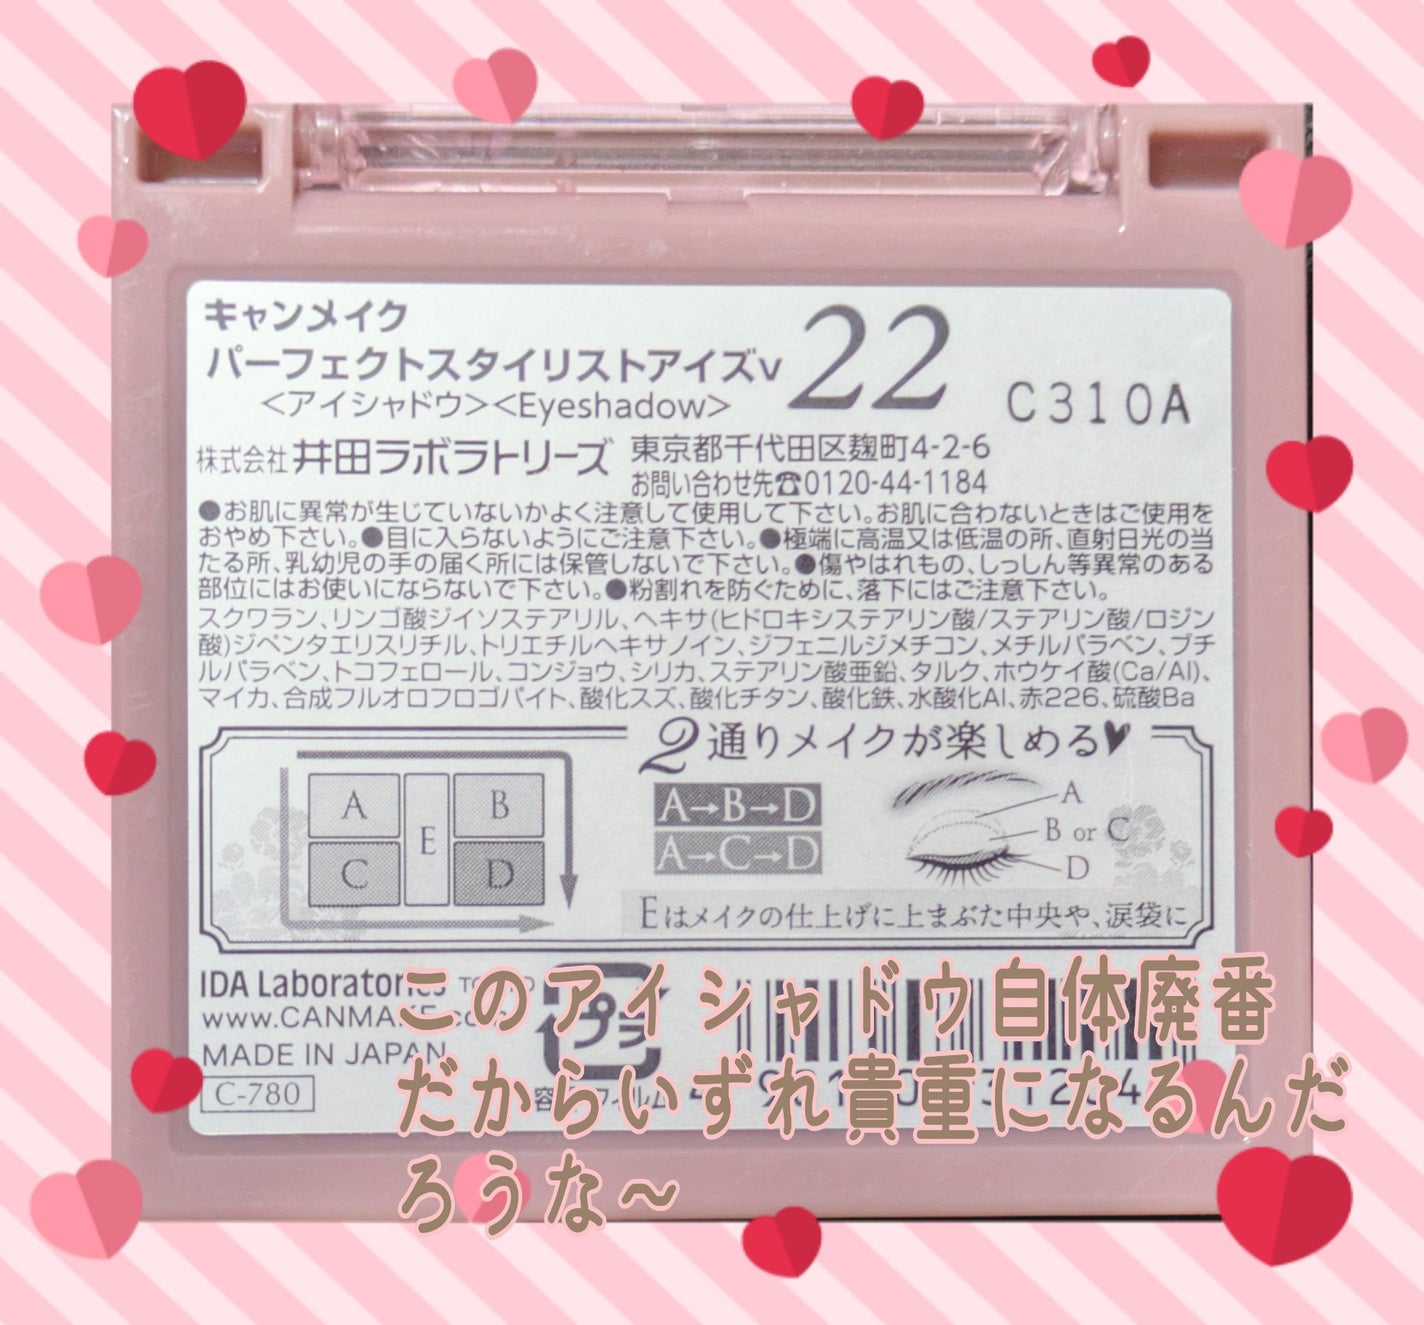 キャンメイク
パーフェクトスタイリストアイズv
22
<アイシャドウ><Eyeshadow>
C310A
株式会社 井田ラボラトリーズ
東京都千代田区麹町4-2-6
お問い合わせ先☎0120-44-1184
●お肌に異常が生じていないかよく注意して使用して下さい。お肌に合わないときはご使用を
おやめ下さい。●目に入らないようにご注意下さい。●極端に高温又は低温の所、直射日光の当
たる所、乳幼児の手の届く所には保管しないで下さい。●傷やはれもの、しっしん等異常のある
部位にはお使いにならないで下さい。●粉割れを防ぐために、落下にはご注意下さい。
スクワラン、リンゴ酸ジイソステアリル、ヘキサ(ヒドロキシステアリン酸/ステアリン酸/ロジン
酸)ジペンタエリスリチル、トリエチルヘキサノイン、ジフェニルジメチコン、メチルパラベン、ブチ
ルパラベン、トコフェロール、コンジョウ、シリカ、ステアリン酸亜鉛、タルク、ホウケイ酸(Ca/Al)、
マイカ、合成フルオロフロゴパイト、酸化スズ、酸化チタン、酸化鉄、水酸化Al、赤226、硫酸Ba
2通りメイクが楽しめる♥
A B
E
C D
A→B→D
A→C→D
A
B or C
D
Eはメイクの仕上げに上まぶた中央や、涙袋に
IDA Laboratories
www.CANMAKE.com
MADE IN JAPAN
C-780
プラ
このアイシャドウ自体廃番
だからいずれ貴重になるんだ
ろうな~